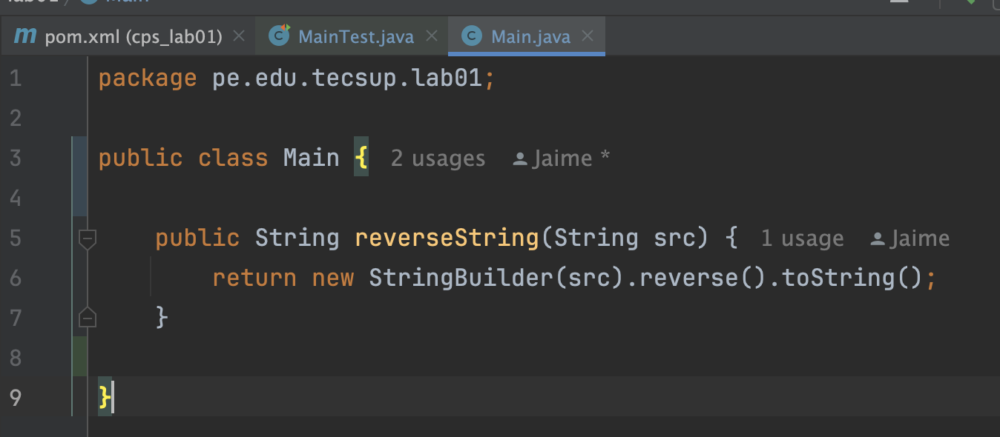 m pom.xml (cps_lab01) C MainTest.java C Main.java
1 package pe.edu.tecsup.lab01;
2
3 public class Main { 2 usages Jaime *
4
5 public String reverseString(String src) { 1 usage Jaime
6 return new StringBuilder(src).reverse().toString();
7 }
8
9 }